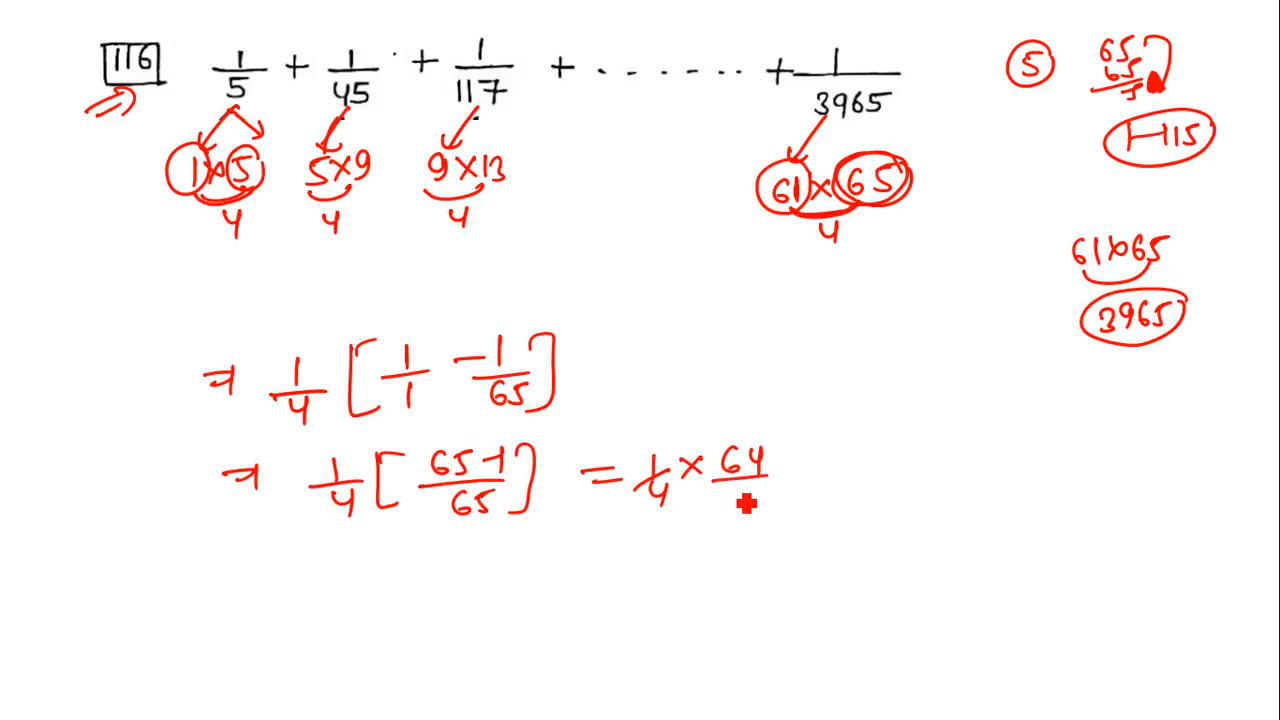 116 1/5 + 1/45 + 1/117 + ....... + 1/3965
1×5 5×9 9×13 61×65
4 4 4 4
⇒ 1/4 [1/1 - 1/65]
⇒ 1/4 [65-1/65] = 1/4 × 64/
5
65
65
5
61×65
3965